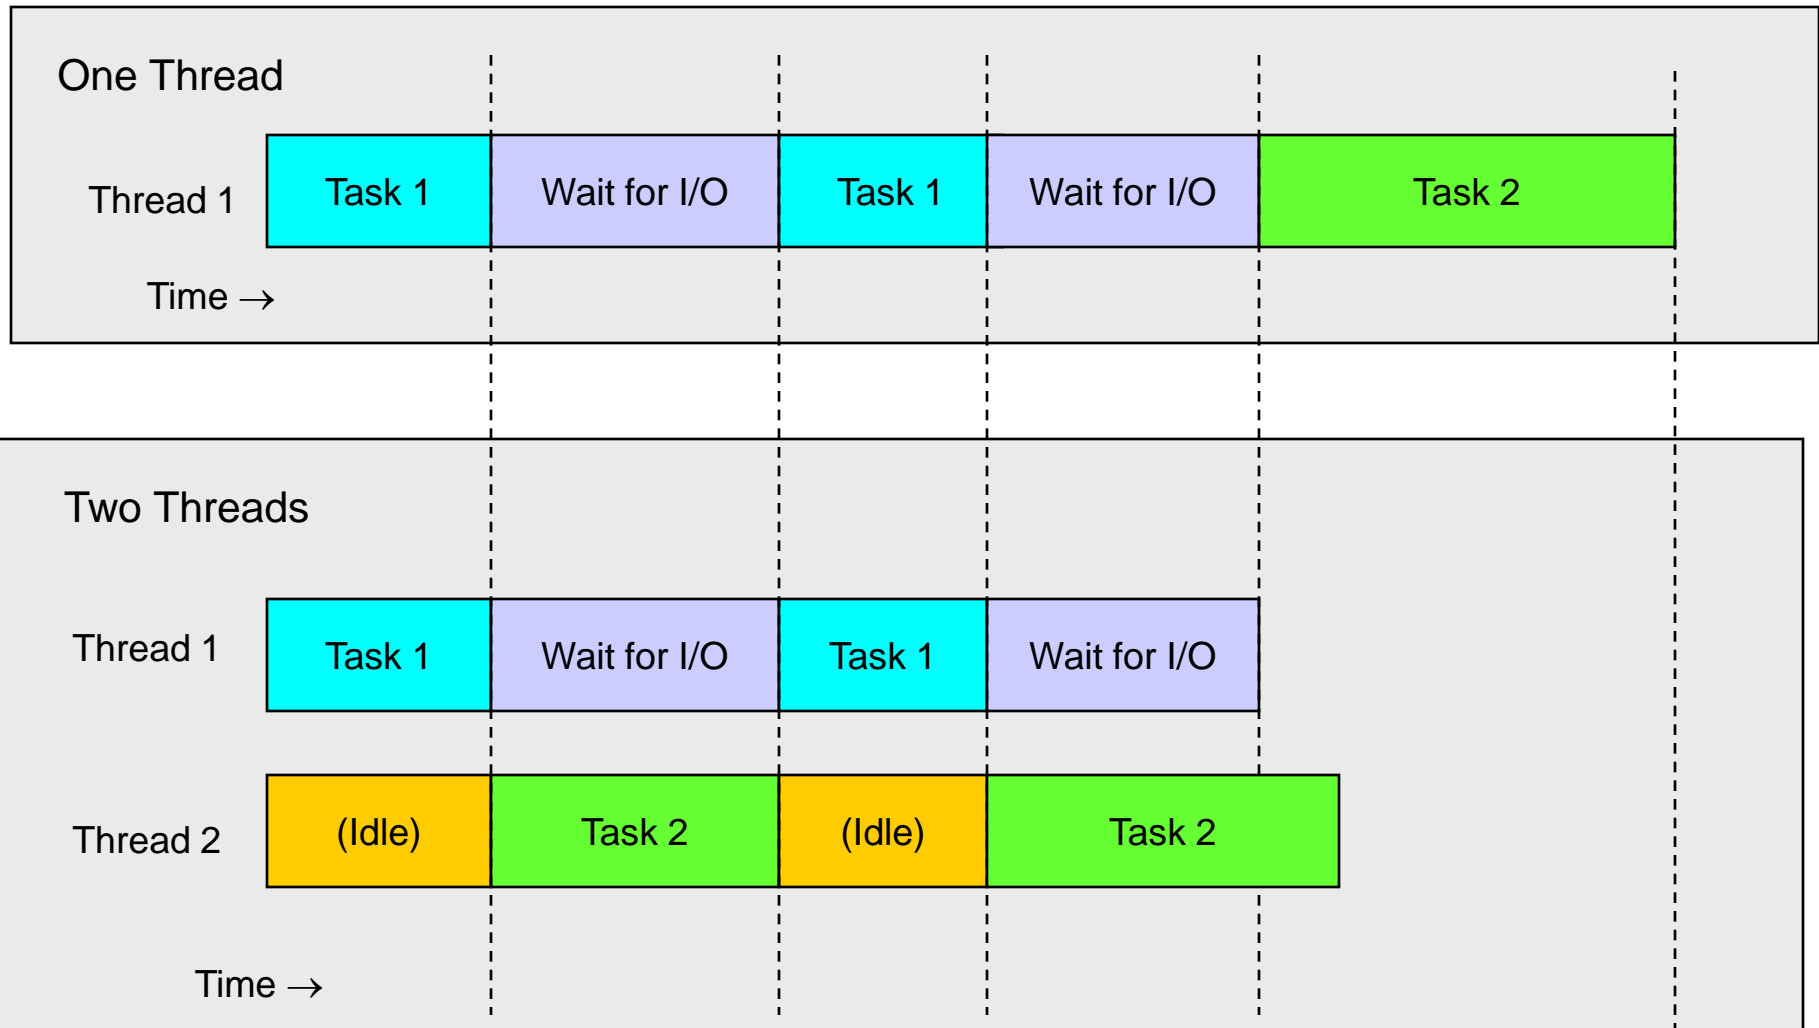 One Thread
Thread 1 Task 1 Wait for I/O Task 1 Wait for I/O Task 2
Time →
Two Threads
Thread 1 Task 1 Wait for I/O Task 1 Wait for I/O
Thread 2 (Idle) Task 2 (Idle) Task 2
Time →